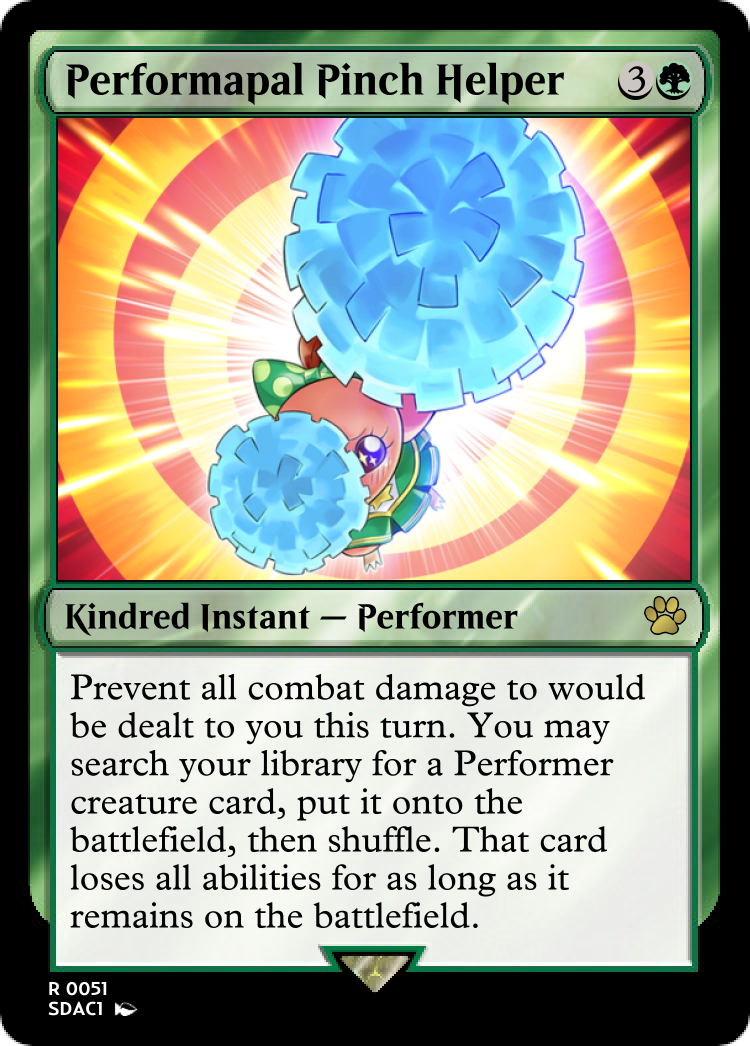 Performapal Pinch Helper 3
Kindred Instant — Performer
Prevent all combat damage to would
be dealt to you this turn. You may
search your library for a Performer
creature card, put it onto the
battlefield, then shuffle. That card
loses all abilities for as long as it
remains on the battlefield.
R 0051
SDAC1